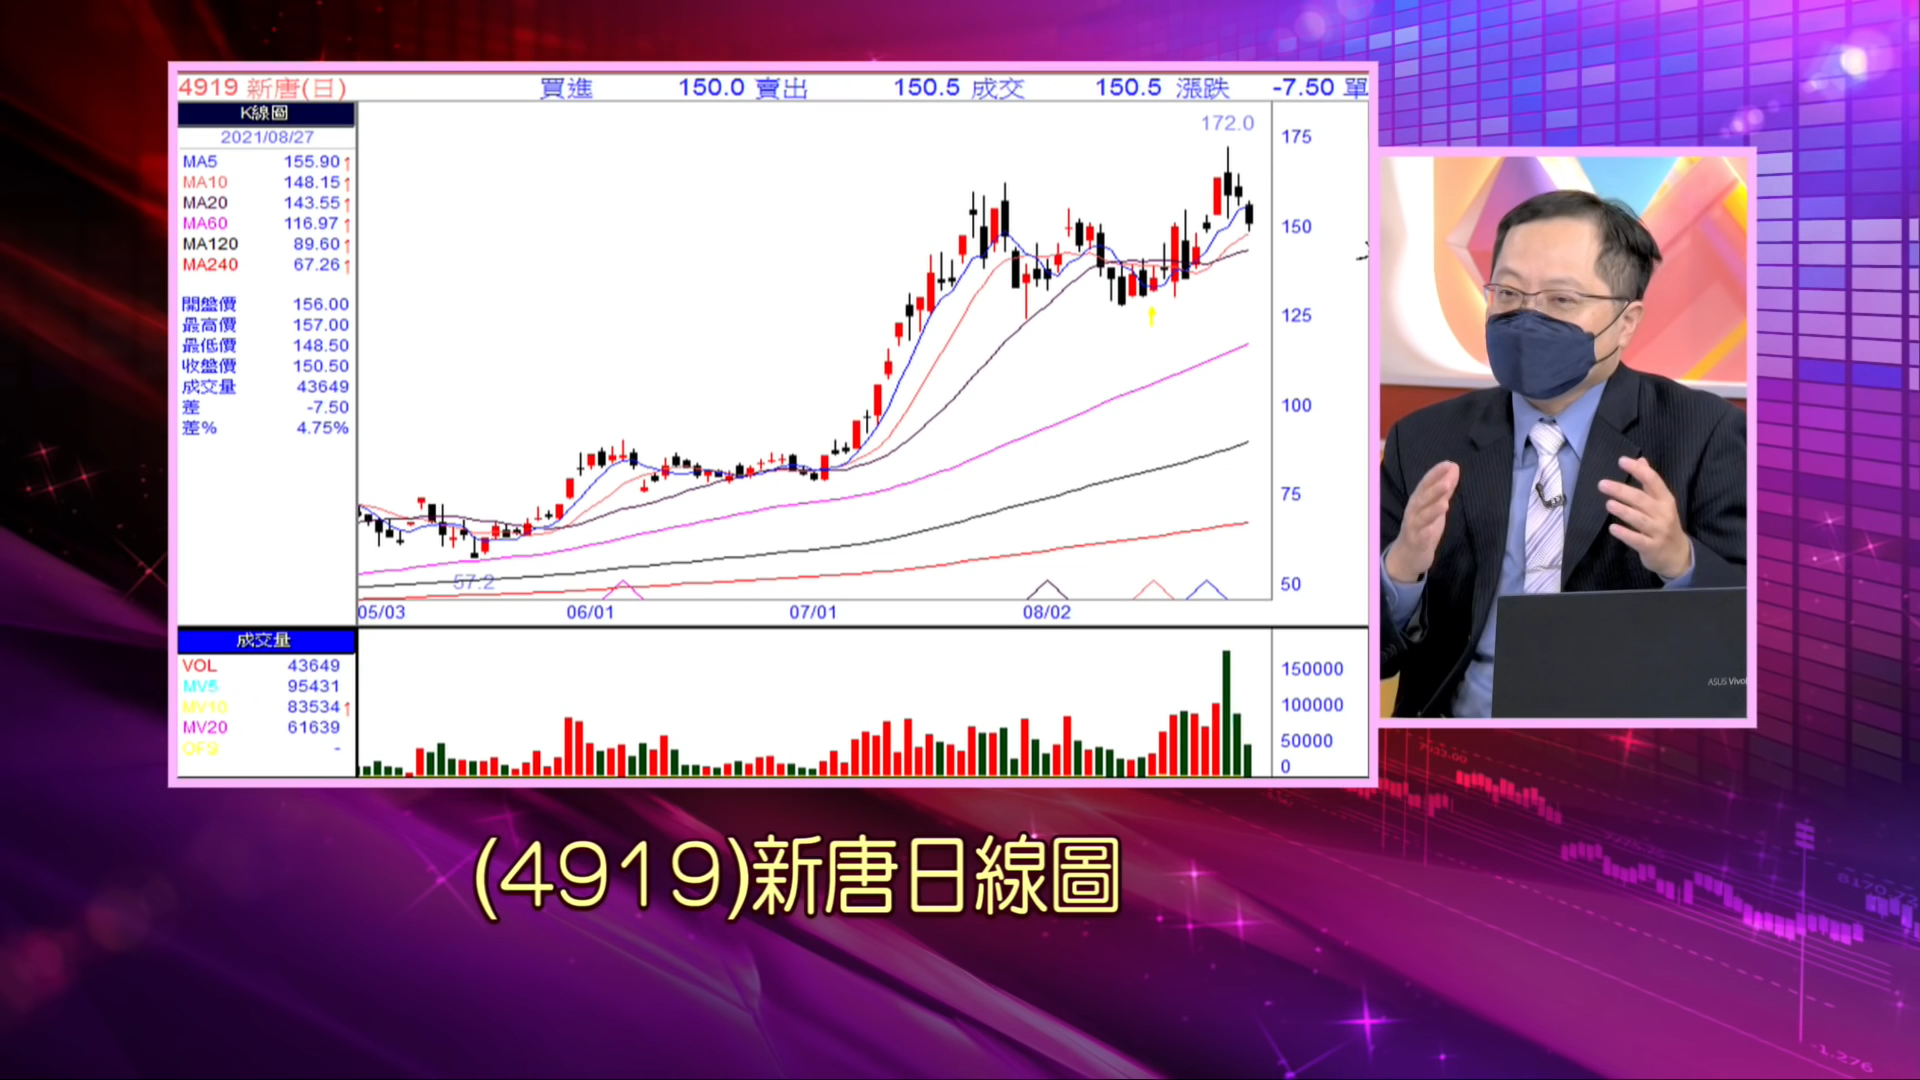 4919 新唐(日) 買進 150.0 賣出 150.5 成交 150.5 漲跌 -7.50 單
K線圖
2021/08/27
MA5 155.90↑
MA10 148.15↑
MA20 143.55↑
MA60 116.97↑
MA120 89.60↑
MA240 67.26↑
開盤價 156.00
最高價 157.00
最低價 148.50
收盤價 150.50
成交量 43649
差 -7.50
差% 4.75%
172.0
57.2
175
150
125
100
75
50
05/03 06/01 07/01 08/02
成交量
VOL 43649
MV5 95431
MV10 83534↑
MV20 61639
OF9 -
150000
100000
50000
0
ASUS Vivo
(4919)新唐日線圖
-1.276